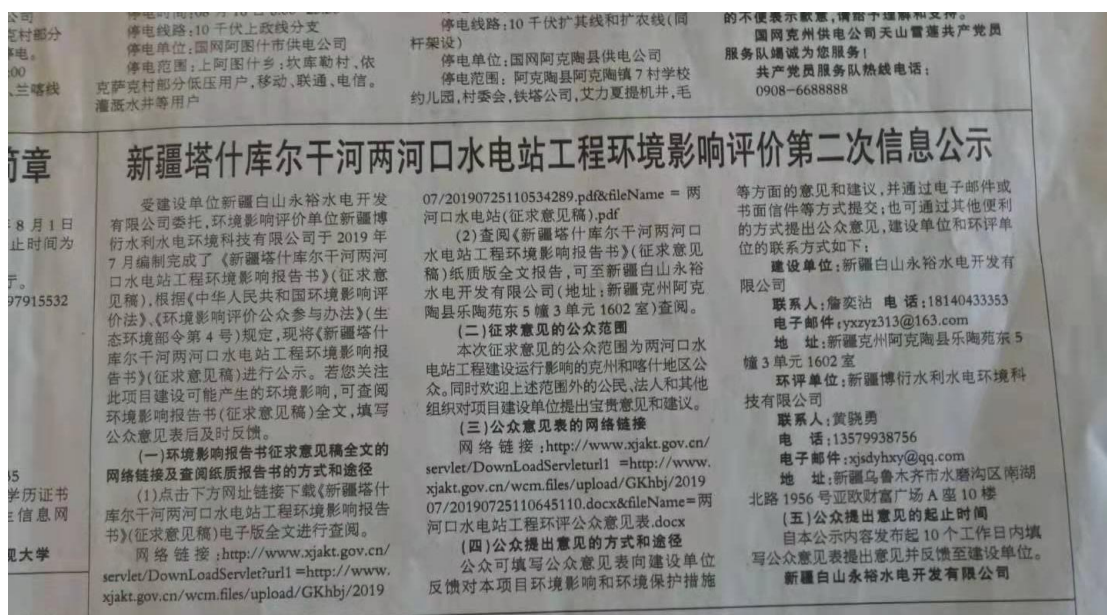 公司
克村部分
停电。
:00
、兰喀线
停电线路:10千伏上政线分支
停电单位:国网阿图什市供电公司
停电范围:上阿图什乡:坎库勒村、依
克萨克村部分低压用户,移动、联通、电信。
灌溉水井等用户
停电线路:10千伏扩其线和扩衣线(同
杆架设)
停电单位:国网阿克陶县供电公司
停电范围: 阿克陶县阿克陶镇7村学校
约儿园,村委会,铁塔公司,艾力夏提机井,毛
的不便表示歉意,请给予理解和支持。
国网克州供电公司天山雪莲共产党员
服务队竭诚为您服务!
共产党员服务队热线电话:
0908-6688888
简章
年8月1日
止时间为
97915532
学历证书
生信息网
观大学
新疆塔什库尔干河两河口水电站工程环境影响评价第二次信息公示
受建设单位新疆白山永裕水电开发
有限公司委托,环境影响评价单位新疆博
衍水利水电环境科技有限公司于2019年
7月编制完成了《新疆塔什库尔干河两河
口水电站工程环境影响报告书》(征求意
见稿),根据《中华人民共和国环境影响评
价法》、《环境影响评价公众参与办法》(生
态环境部令第4号)规定,现将《新疆塔什
库尔干河两河口水电站工程环境影响报
告书》(征求意见稿)进行公示。若您关注
此项目建设可能产生的环境影响,可查阅
环境影响报告书(征求意见稿)全文,填写
公众意见表后及时反馈。
(一)环境影响报告书征求意见稿全文的
网络链接及查阅纸质报告书的方式和途径
(1)点击下方网址链接下载《新疆塔什
库尔干河两河口水电站工程环境影响报告
书》(征求意见稿)电子版全文进行查阅。
网络链接:http://www.xjakt.gov.cn/
servlet/DownLoadServlet?url1=http://www.
xjakt.gov.cn/wcm.files/upload/GKhbj/2019
07/20190725110534289.pdf&fileName=两
河口水电站(征求意见稿).pdf
(2)查阅《新疆塔什库尔干河两河口
水电站工程环境影响报告书》(征求意见
稿)纸质版全文报告,可至新疆白山永裕
水电开发有限公司(地址:新疆克州阿克
陶县乐陶苑东5幢3单元1602室)查阅。
(二)征求意见的公众范围
本次征求意见的公众范围为两河口水
电站工程建设运行影响的克州和喀什地区公
众。同时欢迎上述范围外的公民、法人和其他
组织对项目建设单位提出宝贵意见和建议。
(三)公众意见表的网络链接
网络链接:http://www.xjakt.gov.cn/
servlet/DownLoadServleturl1=http://www.
xjakt.gov.cn/wcm.files/upload/GKhbj/2019
07/20190725110645110.docx&fileName=两
河口水电站工程环评公众意见表.docx
(四)公众提出意见的方式和途径
公众可填写公众意见表向建设单位
反馈对本项目环境影响和环境保护措施
等方面的意见和建议,并通过电子邮件或
书面信件等方式提交;也可通过其他便利
的方式提出公众意见,建设单位和环评单
位的联系方式如下:
建设单位:新疆白山永裕水电开发有
限公司
联系人:詹奕沾 电话:18140433353
电子邮件:yxzyz313@163.com
地 址:新疆克州阿克陶县乐陶苑东5
幢3单元1602室
环评单位:新疆博衍水利水电环境科
技有限公司
联系人:黄骁勇
电 话:13579938756
电子邮件:xjsdyhxy@qq.com
地 址:新疆乌鲁木齐市水磨沟区南湖
北路1956号亚欧财富广场A座10楼
(五)公众提出意见的起止时间
自本公示内容发布起10个工作日内填
写公众意见表提出意见并反馈至建设单位。
新疆白山永裕水电开发有限公司